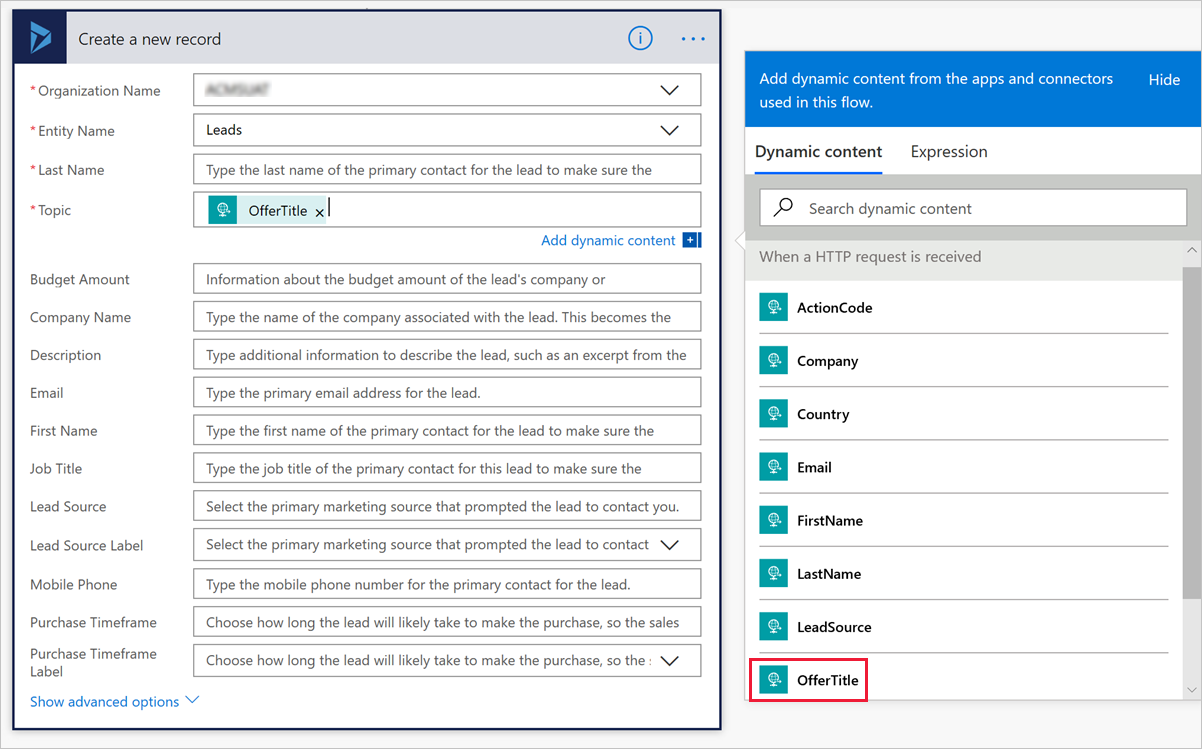 Create a new record
* Organization Name
* Entity Name
Leads
* Last Name
Type the last name of the primary contact for the lead to make sure the
* Topic
OfferTitle ×
Add dynamic content
Budget Amount
Information about the budget amount of the lead's company or
Company Name
Type the name of the company associated with the lead. This becomes the
Description
Type additional information to describe the lead, such as an excerpt from the
Email
Type the primary email address for the lead.
First Name
Type the first name of the primary contact for the lead to make sure the
Job Title
Type the job title of the primary contact for this lead to make sure the
Lead Source
Select the primary marketing source that prompted the lead to contact you.
Lead Source Label
Select the primary marketing source that prompted the lead to contact
Mobile Phone
Type the mobile phone number for the primary contact for the lead.
Purchase Timeframe
Choose how long the lead will likely take to make the purchase, so the sales
Purchase Timeframe
Label
Choose how long the lead will likely take to make the purchase, so the
Show advanced options
Add dynamic content from the apps and connectors
used in this flow.
Hide
Dynamic content
Expression
Search dynamic content
When a HTTP request is received
ActionCode
Company
Country
Email
FirstName
LastName
LeadSource
OfferTitle